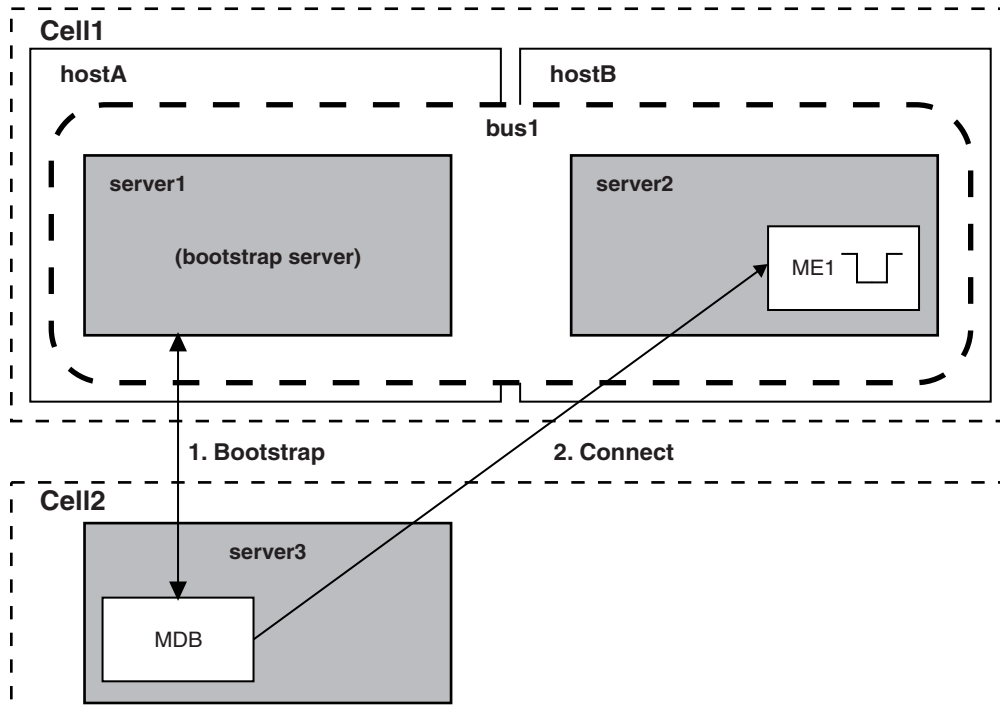 Cell1
hostA
hostB
bus1
server1
server2
(bootstrap server)
ME1
1. Bootstrap
2. Connect
Cell2
server3
MDB